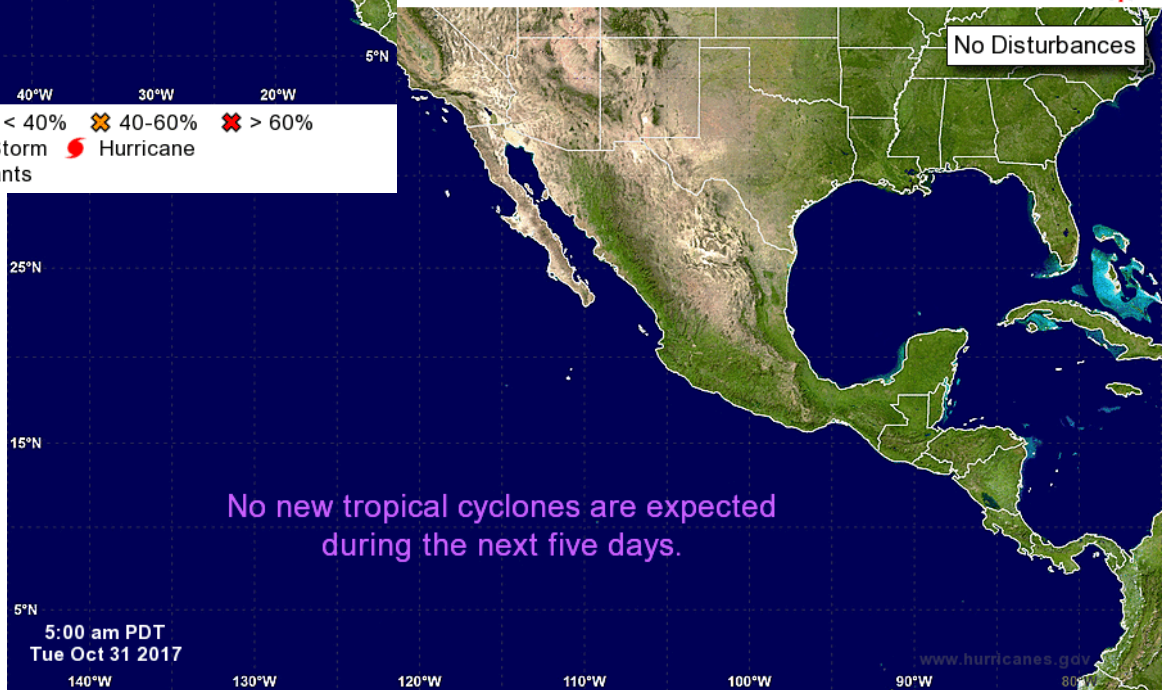 5°N
40°W 30°W 20°W
< 40% 40-60% > 60%
Hurricane
No Disturbances
25°N
15°N
No new tropical cyclones are expected
during the next five days.
5°N
5:00 am PDT
Tue Oct 31 2017
www.hurricanes.gov
140°W 130°W 120°W 110°W 100°W 90°W 80°W